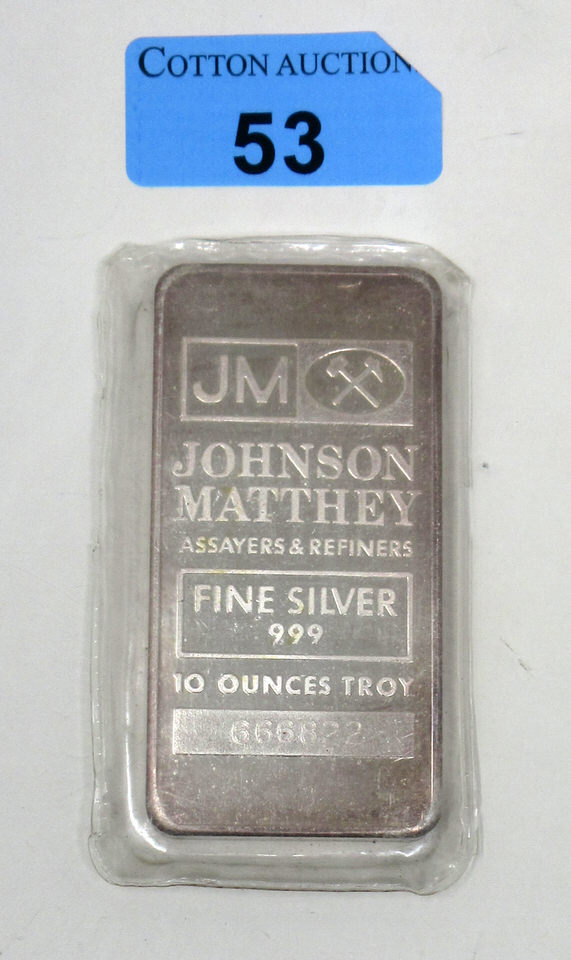 COTTON AUCTION
53
JM
JOHNSON
MATTHEY
ASSAYERS & REFINERS
FINE SILVER
999
10 OUNCES TROY
666822